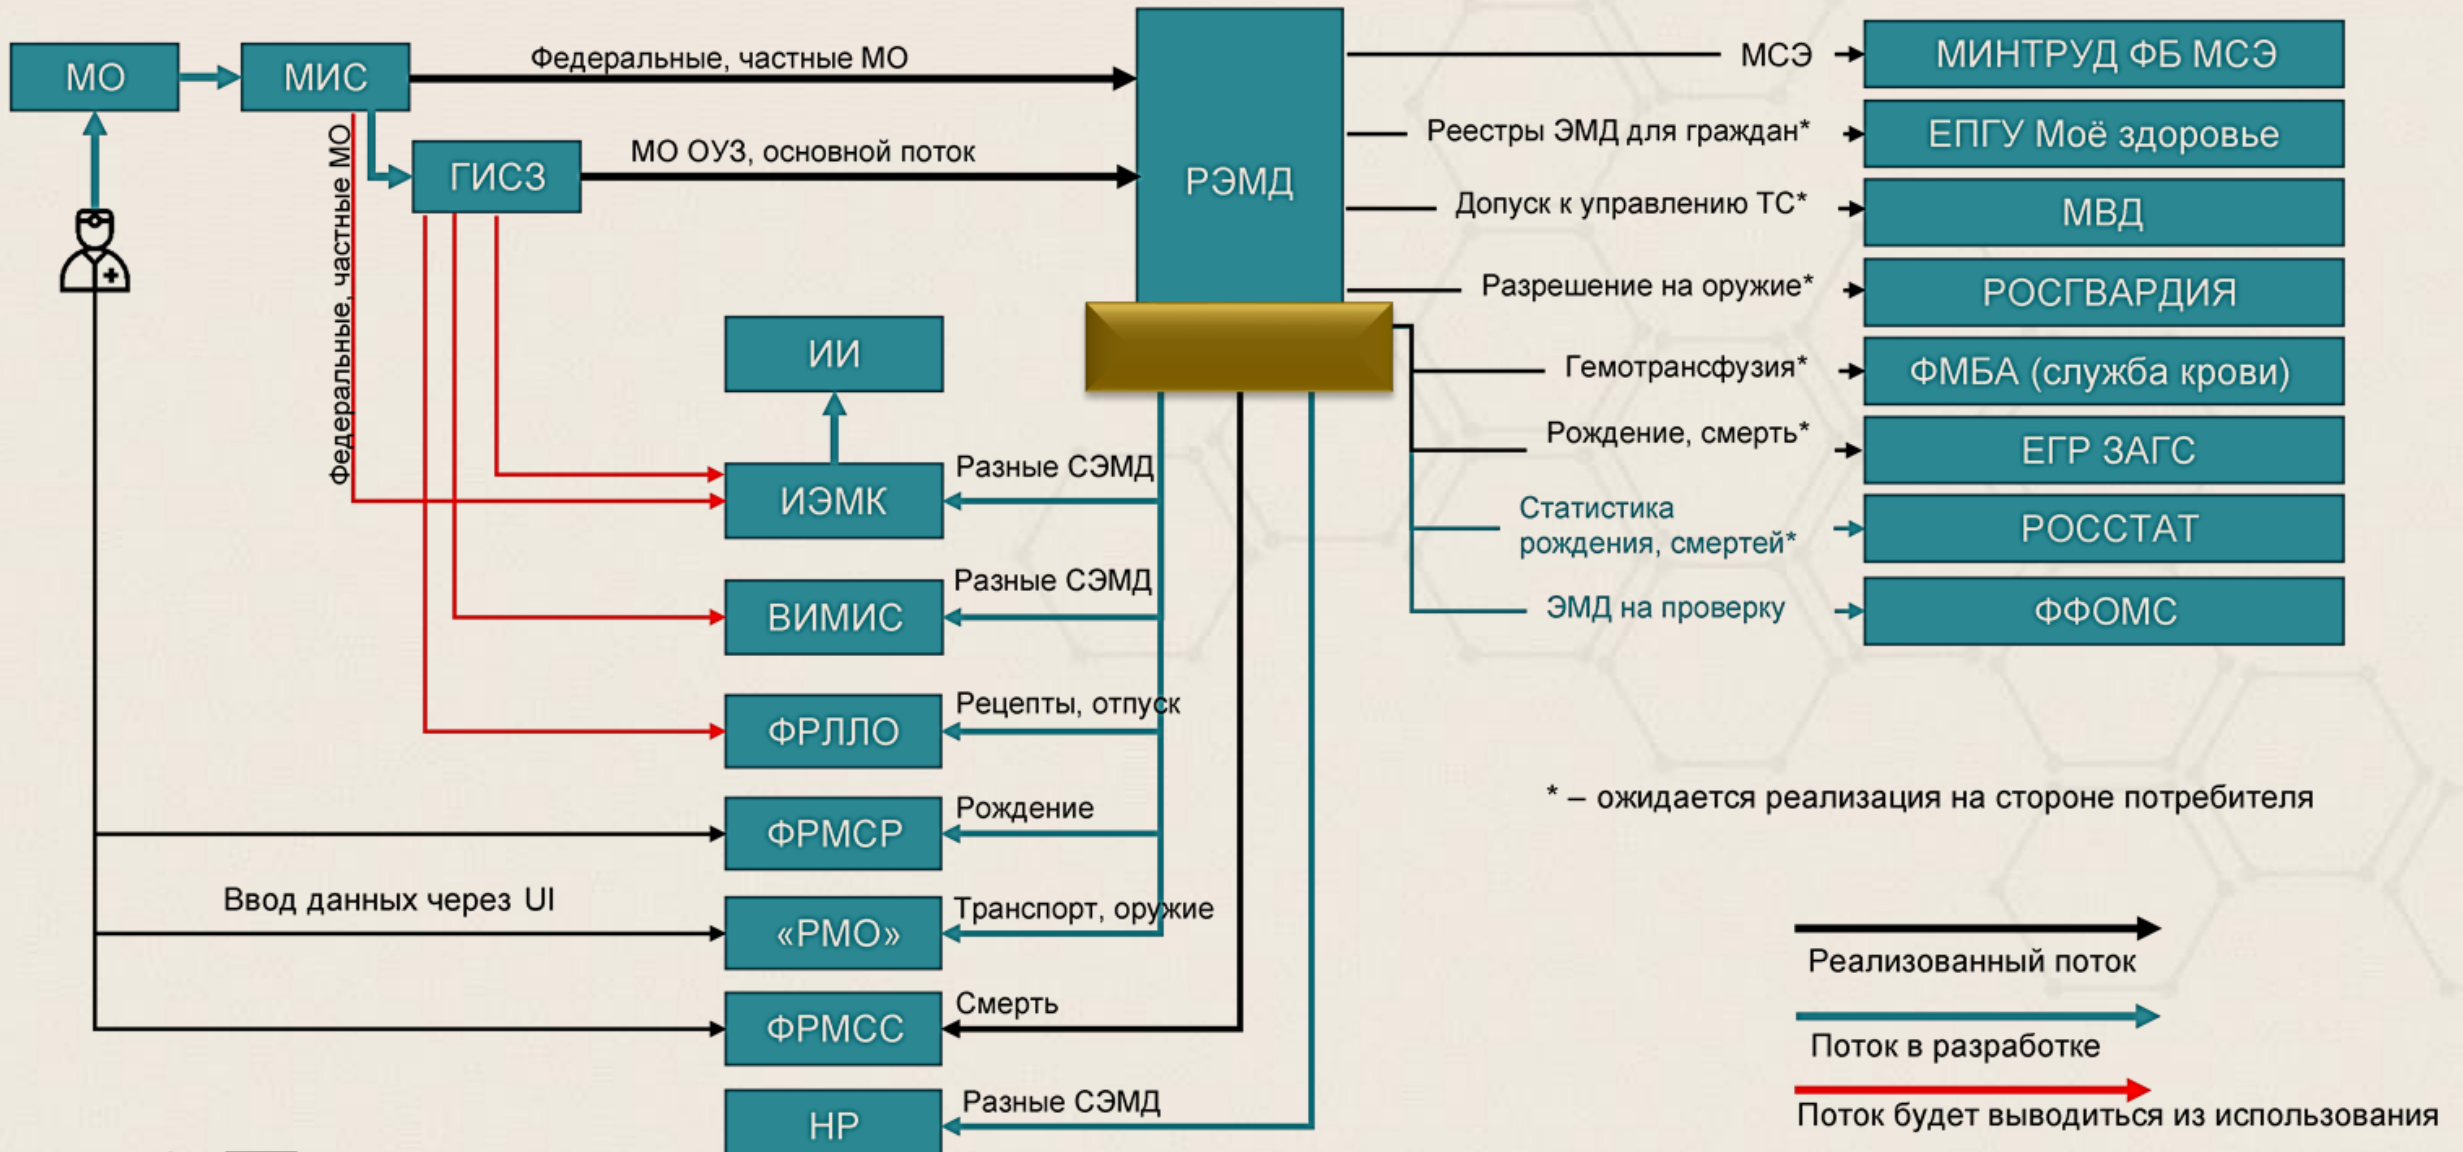 МО
МИС
Федеральные, частные МО
ГИСЗ
МО ОУЗ, основной поток
Федеральные, частные МО
РЭМД
МСЭ
МИНТРУД ФБ МСЭ
Реестры ЭМД для граждан*
ЕПГУ Моё здоровье
Допуск к управлению ТС*
МВД
Разрешение на оружие*
РОСГВАРДИЯ
Гемотрансфузия*
ФМБА (служба крови)
Рождение, смерть*
ЕГР ЗАГС
Статистика
рождения, смертей*
РОССТАТ
ЭМД на проверку
ФФОМС
ИИ
ИЭМК
Разные СЭМД
ВИМИС
Разные СЭМД
ФРЛЛО
Рецепты, отпуск
ФРМСР
Рождение
Ввод данных через UI
«РМО»
Транспорт, оружие
ФРМСС
Смерть
НР
Разные СЭМД
* – ожидается реализация на стороне потребителя
Реализованный поток
Поток в разработке
Поток будет выводиться из использования